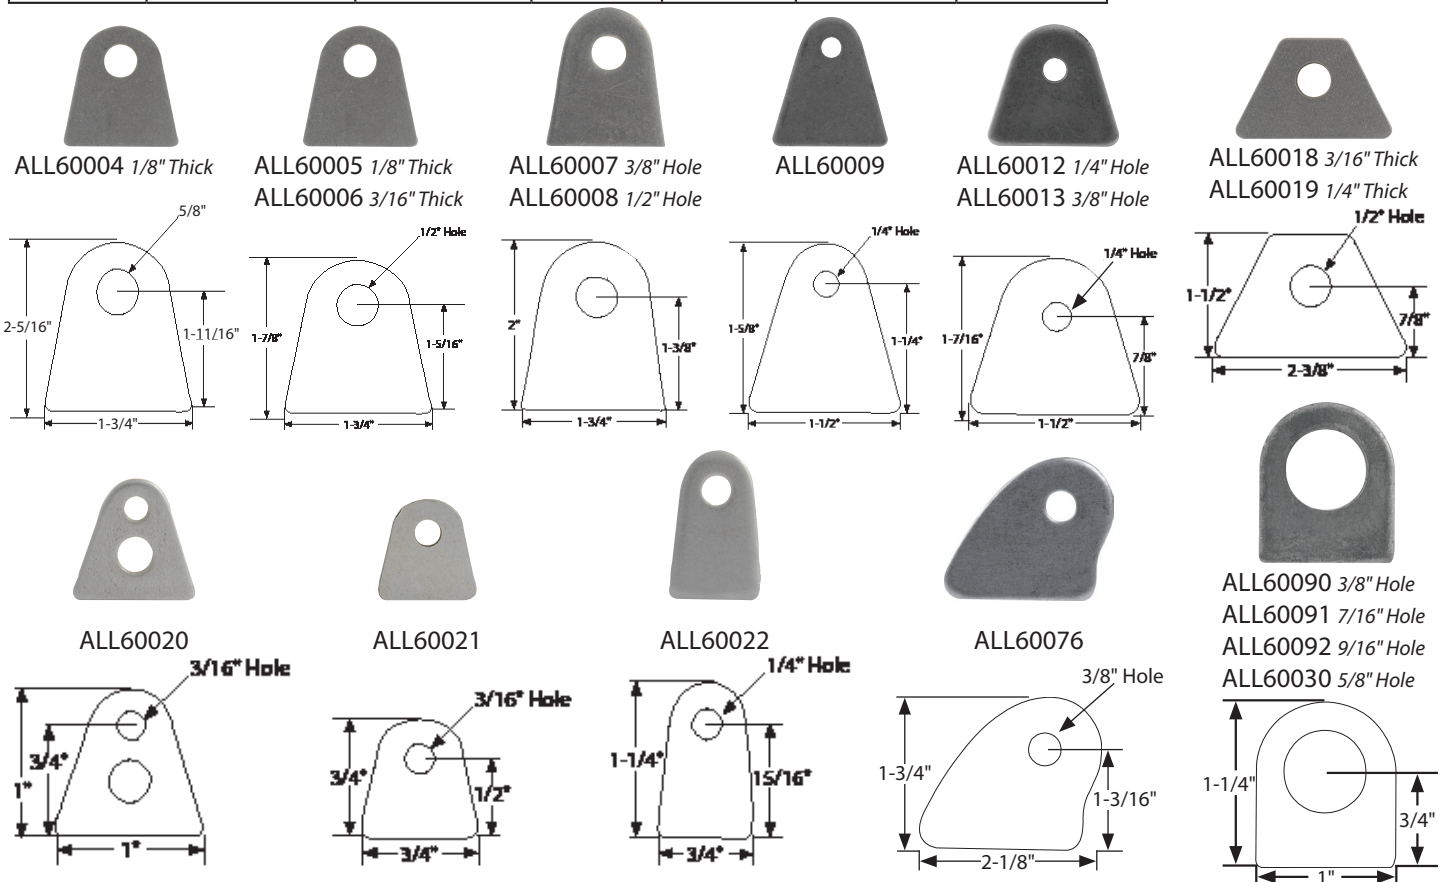 ALL60004 1/8" Thick
ALL60005 1/8" Thick
ALL60006 3/16" Thick
ALL60007 3/8" Hole
ALL60008 1/2" Hole
ALL60009
ALL60012 1/4" Hole
ALL60013 3/8" Hole
ALL60018 3/16" Thick
ALL60019 1/4" Thick
5/8"
2-5/16"
1-11/16"
1-3/4"
1/2" Hole
1-7/8"
1-5/16"
1-3/4"
2"
1-3/8"
1-3/4"
1/4" Hole
1-5/8"
1-1/4"
1-1/2"
1/4" Hole
1-7/16"
7/8"
1-1/2"
1/2" Hole
1-1/2"
7/8"
2-3/8"
ALL60020
ALL60021
ALL60022
ALL60076
ALL60090 3/8" Hole
ALL60091 7/16" Hole
ALL60092 9/16" Hole
ALL60030 5/8" Hole
3/16" Hole
3/4"
1"
1"
3/16" Hole
3/4"
1/2"
3/4"
1/4" Hole
1-1/4"
15/16"
3/4"
3/8" Hole
1-3/4"
1-3/16"
2-1/8"
1-1/4"
3/4"
1"